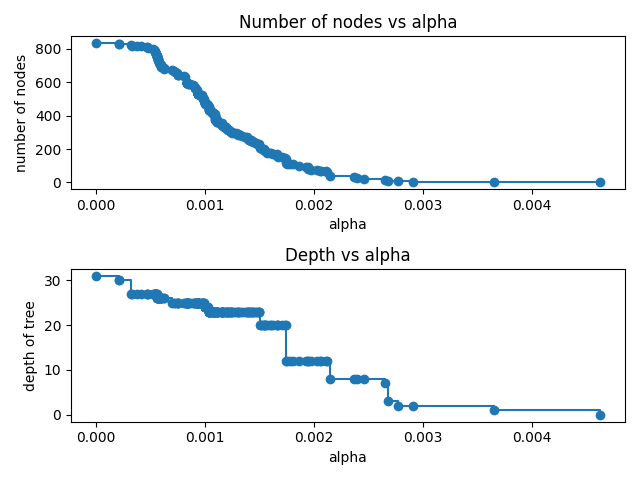 Number of nodes vs alpha
800
600
400
200
0
number of nodes
0.000 0.001 0.002 0.003 0.004
alpha
Depth vs alpha
30
20
10
0
depth of tree
0.000 0.001 0.002 0.003 0.004
alpha